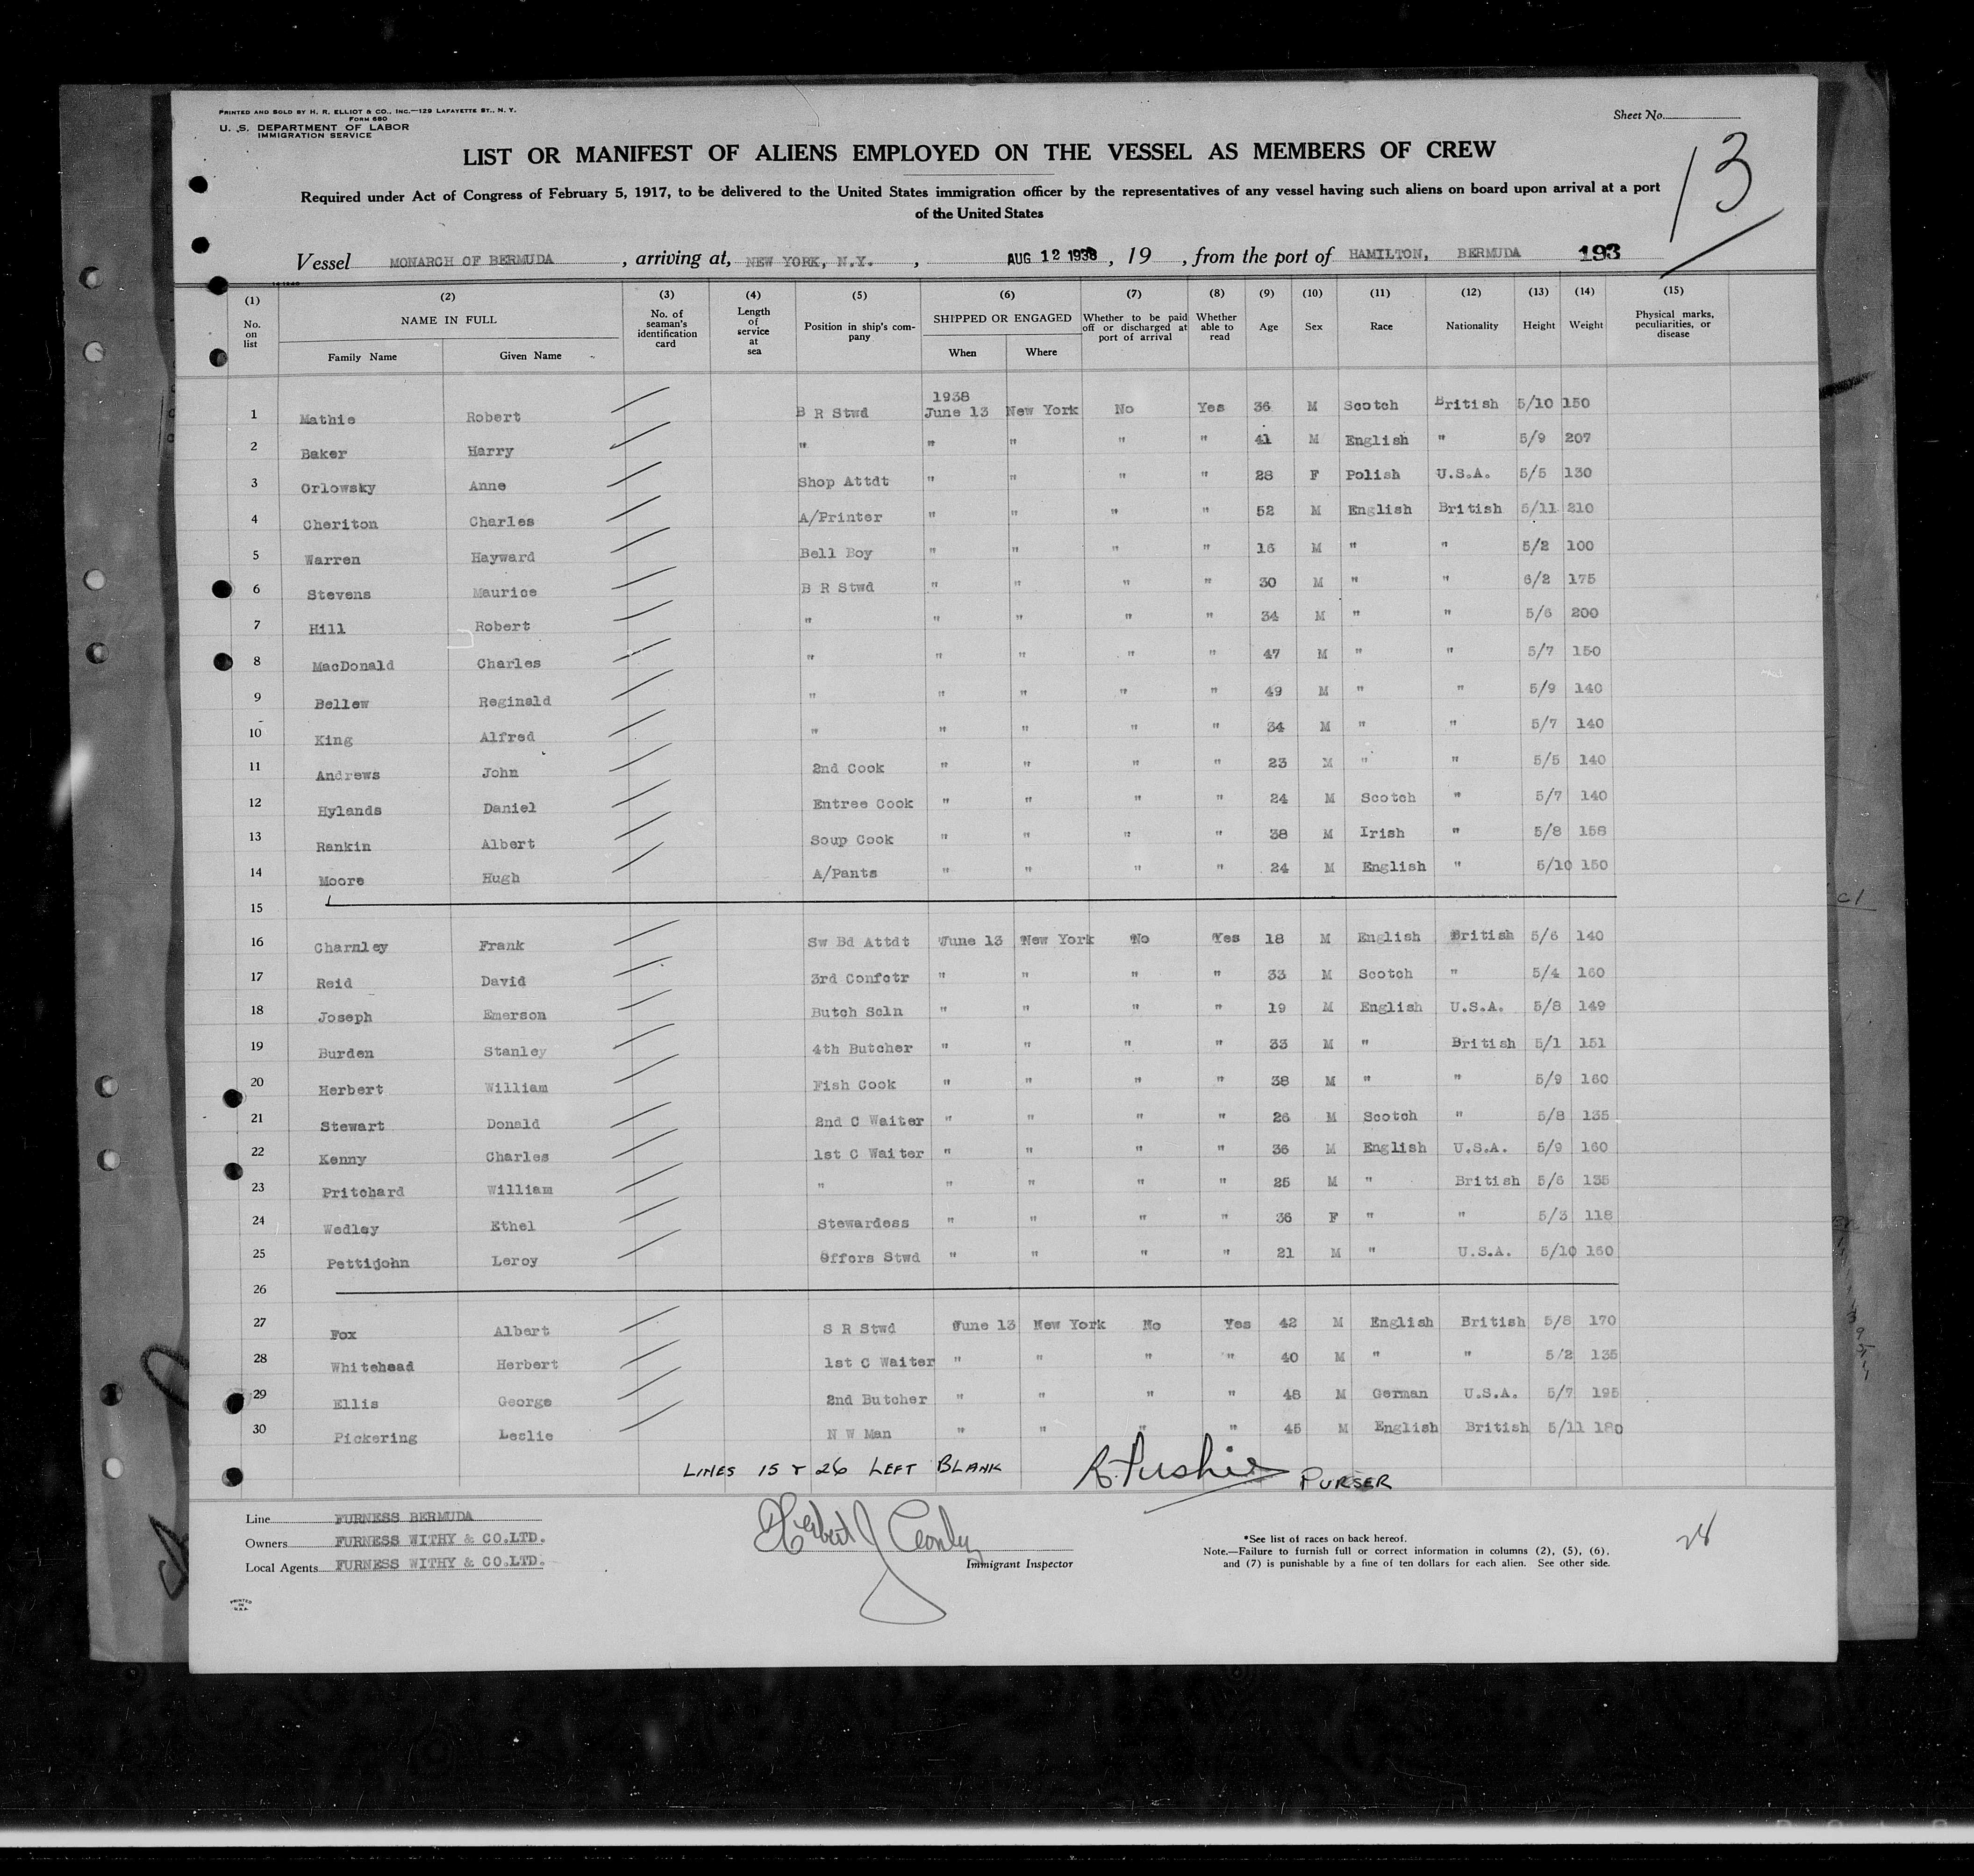 PRINTED AND SOLD BY H. R. ELLIOT & CO., INC.—129 LAFAYETTE ST., N. Y.
FORM 680
U. S. DEPARTMENT OF LABOR
IMMIGRATION SERVICE
Sheet No.
13
LIST OR MANIFEST OF ALIENS EMPLOYED ON THE VESSEL AS MEMBERS OF CREW
Required under Act of Congress of February 5, 1917, to be delivered to the United States immigration officer by the representatives of any vessel having such aliens on board upon arrival at a port
of the United States
Vessel MONARCH OF BERMUDA , arriving at, NEW YORK, N.Y. , AUG 12 1938 , 19 , from the port of HAMILTON, BERMUDA 193
(1) (2) (3) (4) (5) (6) (7) (8) (9) (10) (11) (12) (13) (14) (15)
No. on list NAME IN FULL Family Name Given Name No. of seaman's identification card Length of service at sea Position in ship's company SHIPPED OR ENGAGED When Where Whether to be paid off or discharged at port of arrival Whether able to read Age Sex Race Nationality Height Weight Physical marks, peculiarities, or disease
1938
1 Mathie Robert B R Stwd June 13 New York No Yes 36 M Scotch British 5/10 150
2 Baker Harry " " " " " 41 M English " 5/9 207
3 Orlowsky Anne Shop Attdt " " " " 28 F Polish U.S.A. 5/5 130
4 Cheriton Charles A/Printer " " " " 52 M English British 5/11 210
5 Warren Hayward Bell Boy " " " " 16 M " " 5/2 100
6 Stevens Maurice B R Stwd " " " " 30 M " " 6/2 175
7 Hill Robert " " " " " 34 M " " 5/6 200
8 MacDonald Charles " " " " " 47 M " " 5/7 150
9 Bellew Reginald " " " " " 49 M " " 5/9 140
10 King Alfred " " " " " 34 M " " 5/7 140
11 Andrews John 2nd Cook " " " " 23 M " " 5/5 140
12 Hylands Daniel Entree Cook " " " " 24 M Scotch " 5/7 140
13 Rankin Albert Soup Cook " " " " 38 M Irish " 5/8 158
14 Moore Hugh A/Pants " " " " 24 M English " 5/10 150
15
16 Charnley Frank Sw Bd Attdt June 13 New York No Yes 18 M English British 5/6 140
17 Reid David 3rd Confctr " " " " 33 M Scotch " 5/4 160
18 Joseph Emerson Butch Scln " " " " 19 M English U.S.A. 5/8 149
19 Burden Stanley 4th Butcher " " " " 33 M " British 5/1 151
20 Herbert William Fish Cook " " " " 38 M " " 5/9 160
21 Stewart Donald 2nd C Waiter " " " " 26 M Scotch " 5/8 135
22 Kenny Charles 1st C Waiter " " " " 36 M English U.S.A. 5/9 160
23 Pritchard William " " " " " 25 M " British 5/6 135
24 Wedley Ethel Stewardess " " " " 36 F " " 5/3 118
25 Pettijohn Leroy Offors Stwd " " " " 21 M " U.S.A. 5/10 160
26
27 Fox Albert S R Stwd June 13 New York No Yes 42 M English British 5/8 170
28 Whitehead Herbert 1st C Waiter " " " " 40 M " " 5/2 135
29 Ellis George 2nd Butcher " " " " 48 M German U.S.A. 5/7 195
30 Pickering Leslie N W Man " " " " 45 M English British 5/11 180
LINES 15 & 26 LEFT BLANK PURSER
Line FURNESS BERMUDA
Owners FURNESS WITHY & CO.LTD.
Local Agents FURNESS WITHY & CO.LTD.
Immigrant Inspector
*See list of races on back hereof.
Note.—Failure to furnish full or correct information in columns (2), (5), (6),
and (7) is punishable by a fine of ten dollars for each alien. See other side.
28
PRINTED
IN
U.S.A.